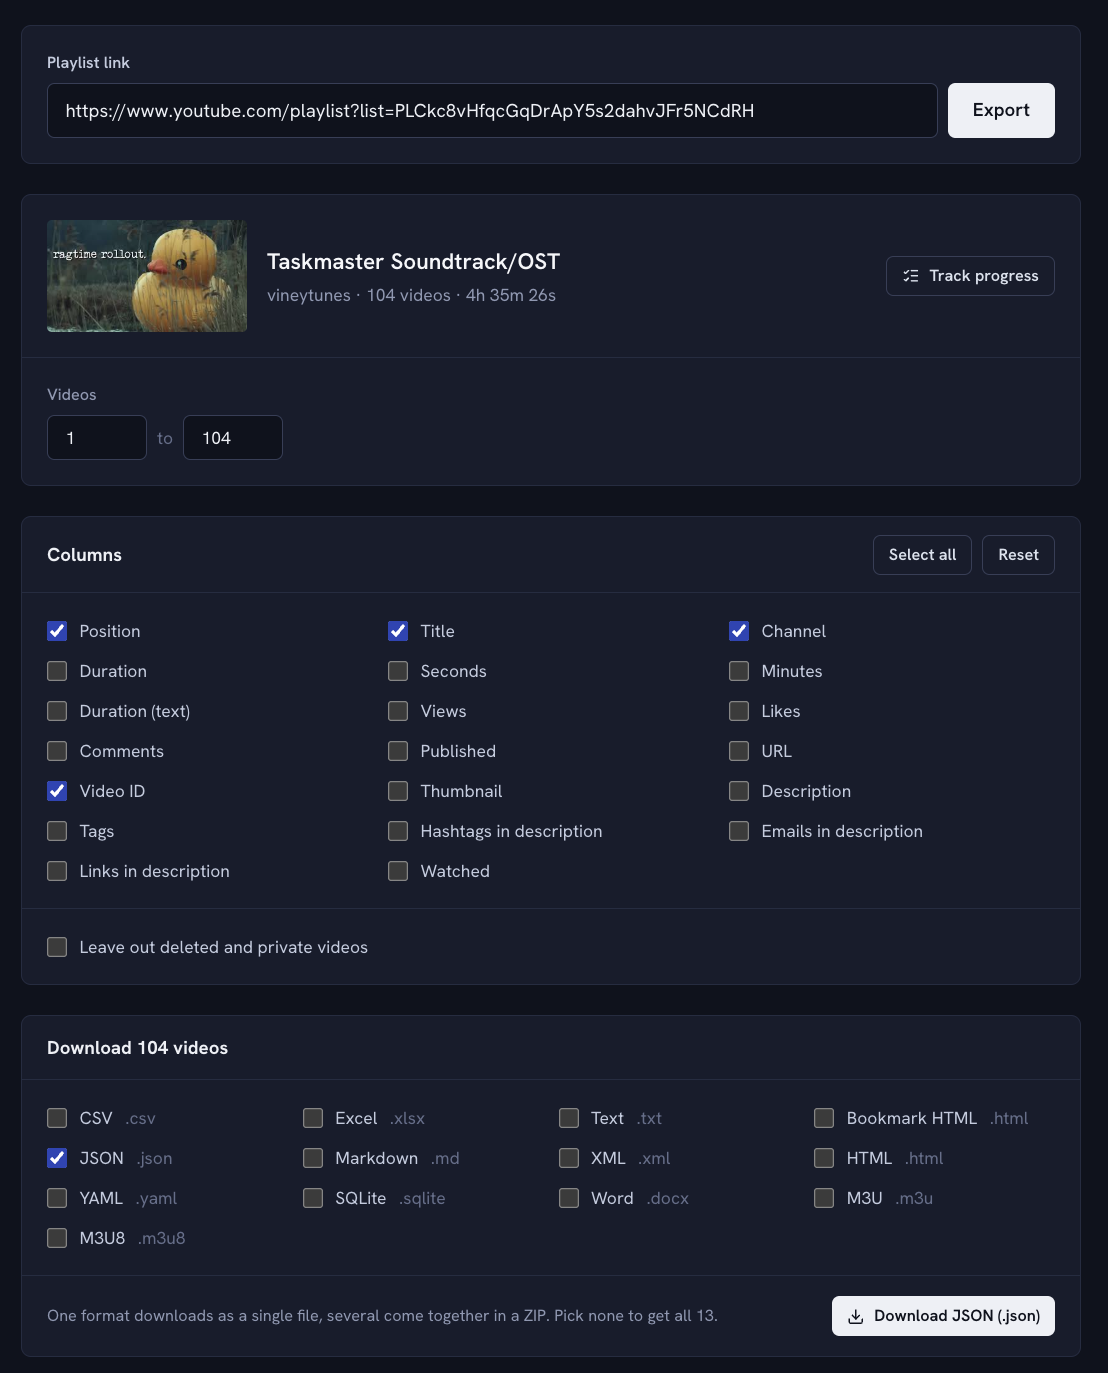 Playlist link
https://www.youtube.com/playlist?list=PLCkc8vHfqcGqDrApY5s2dahvJFr5NCdRH
Export
ragtime rollout.
Taskmaster Soundtrack/OST
vineytunes · 104 videos · 4h 35m 26s
Track progress
Videos
1 to 104
Columns
Select all Reset
Position Title Channel
Duration Seconds Minutes
Duration (text) Views Likes
Comments Published URL
Video ID Thumbnail Description
Tags Hashtags in description Emails in description
Links in description Watched
Leave out deleted and private videos
Download 104 videos
CSV .csv Excel .xlsx Text .txt Bookmark HTML .html
JSON .json Markdown .md XML .xml HTML .html
YAML .yaml SQLite .sqlite Word .docx M3U .m3u
M3U8 .m3u8
One format downloads as a single file, several come together in a ZIP. Pick none to get all 13.
Download JSON (.json)